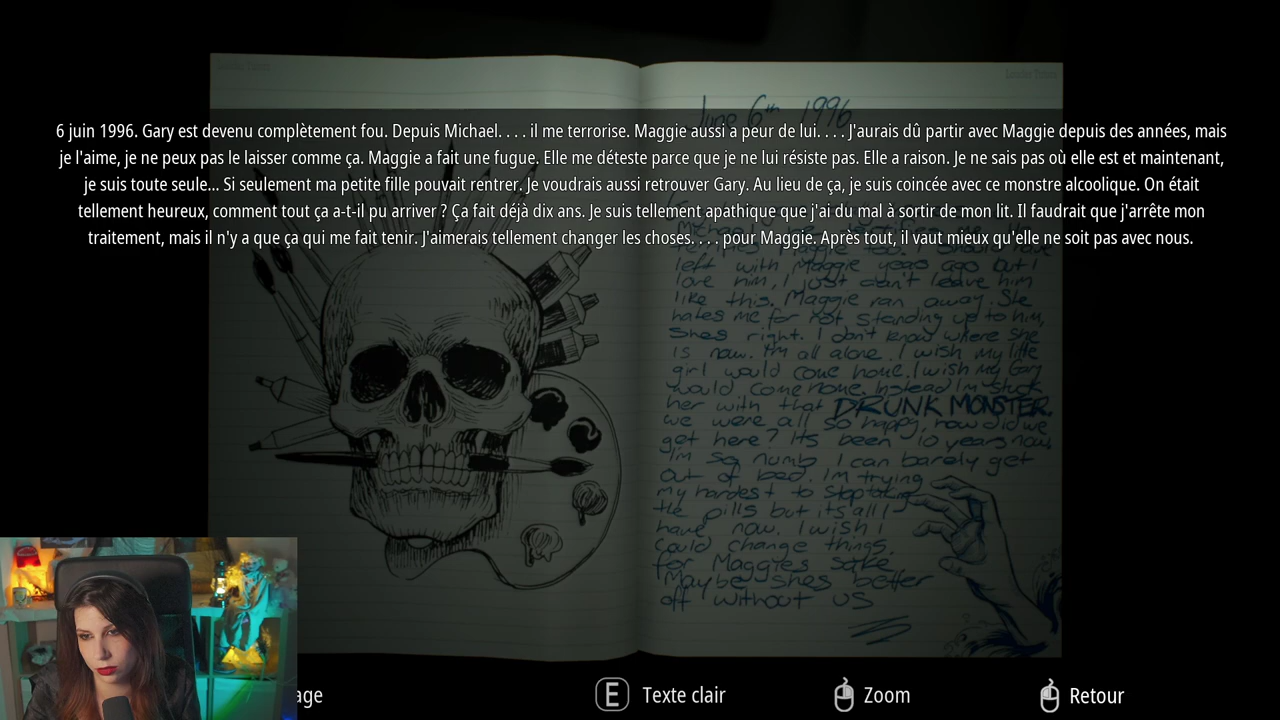 June 6th 1996
6 juin 1996. Gary est devenu complètement fou. Depuis Michael. . . . il me terrorise. Maggie aussi a peur de lui. . . . J'aurais dû partir avec Maggie depuis des années, mais
je l'aime, je ne peux pas le laisser comme ça. Maggie a fait une fugue. Elle me déteste parce que je ne lui résiste pas. Elle a raison. Je ne sais pas où elle est et maintenant,
je suis toute seule... Si seulement ma petite fille pouvait rentrer. Je voudrais aussi retrouver Gary. Au lieu de ça, je suis coincée avec ce monstre alcoolique. On était
tellement heureux, comment tout ça a-t-il pu arriver ? Ça fait déjà dix ans. Je suis tellement apathique que j'ai du mal à sortir de mon lit. Il faudrait que j'arrête mon
traitement, mais il n'y a que ça qui me fait tenir. J'aimerais tellement changer les choses. . . . pour Maggie. Après tout, il vaut mieux qu'elle ne soit pas avec nous.
left with Maggie years ago but I
love him, I just can't leave him
like this. Maggie ran away. She
hates me for not standing up to him,
Shes right. I don't know where she
is now. I'm all alone. I wish my little
girl would come home. I wish my Gary
would come home. Instead I'm stuck
her with that DRUNK MONSTER.
we were all so happy, how did we
get here? Its been 10 years now.
I'm so numb I can barely get
out of bed. Im trying
my hardest to stop taking
the pills but its all I
have now. I wish I
could change things.
for Maggies sake
Maybe shes better
off without US
age
E Texte clair
Zoom
Retour